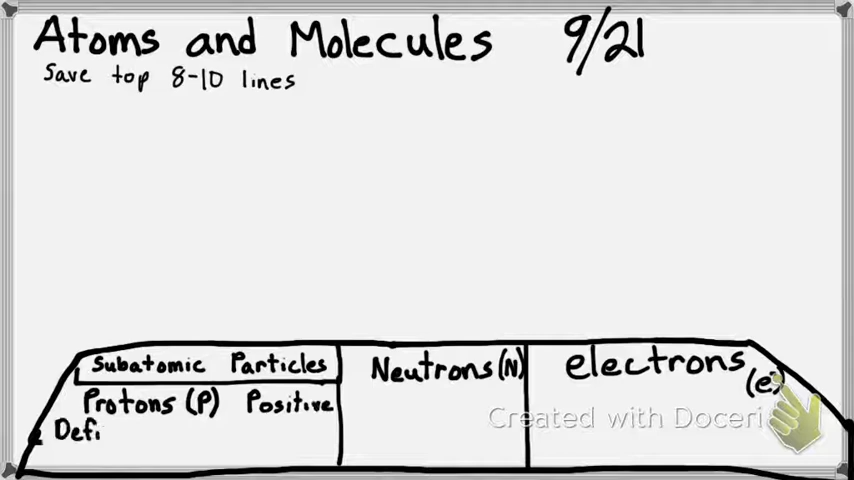 Atoms and Molecules 9/21
Save top 8-10 lines
Subatomic Particles
Protons (P) Positive
Defi
Neutrons (N)
electrons
(e)
Created with Doceri